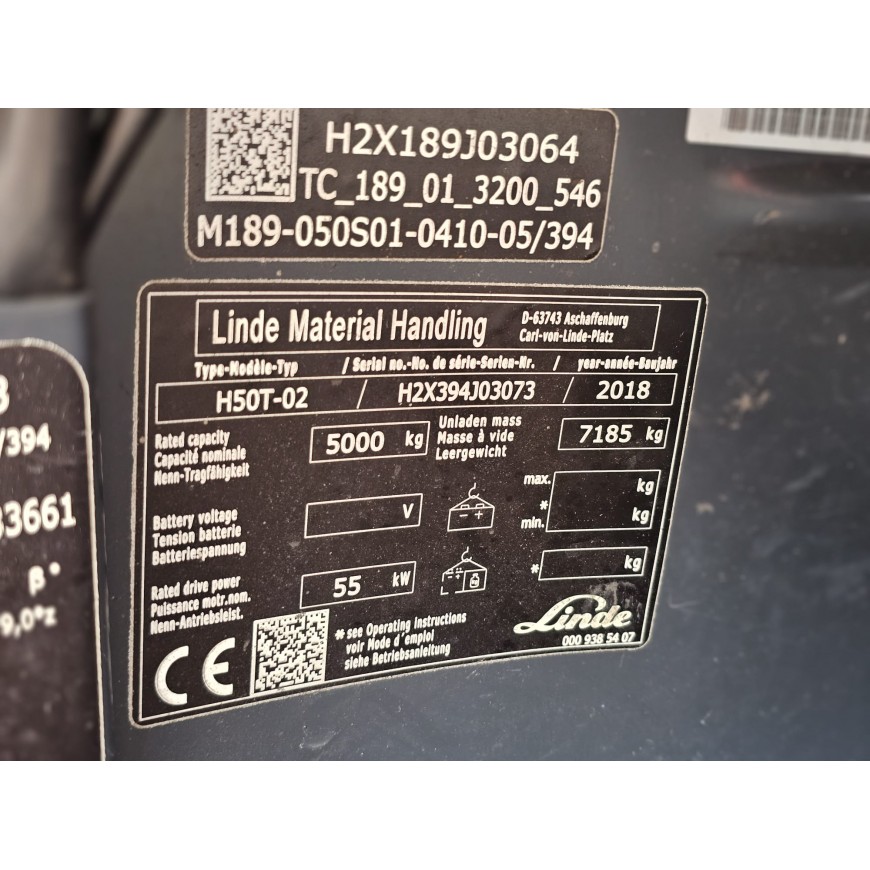 H2X189J03064
TC_189_01_3200_546
M189-050S01-0410-05/394
Linde Material Handling
D-63743 Aschaffenburg
Carl-von-Linde-Platz
Type-Modèle-Typ / Serial no.-No. de série-Serien-Nr. / year-année-Baujahr
H50T-02 / H2X394J03073 / 2018
Rated capacity
Capacité nominale
Nenn-Tragfähigkeit
5000 kg
Unladen mass
Masse à vide
Leergewicht
7185 kg
Battery voltage
Tension batterie
Batteriespannung
V
- +
max. kg
*
min. kg
Rated drive power
Puissance motr.nom.
Nenn-Antriebsleist.
55 kW
* kg
CE
* see Operating instructions
voir Mode d'emploi
siehe Betriebsanleitung
Linde
000 938 54 07
/394
33661
β°
9,0°z